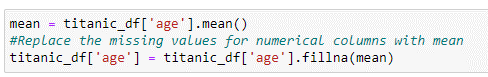 mean = titanic_df['age'].mean()
#Replace the missing values for numerical columns with mean
titanic_df['age'] = titanic_df['age'].fillna(mean)